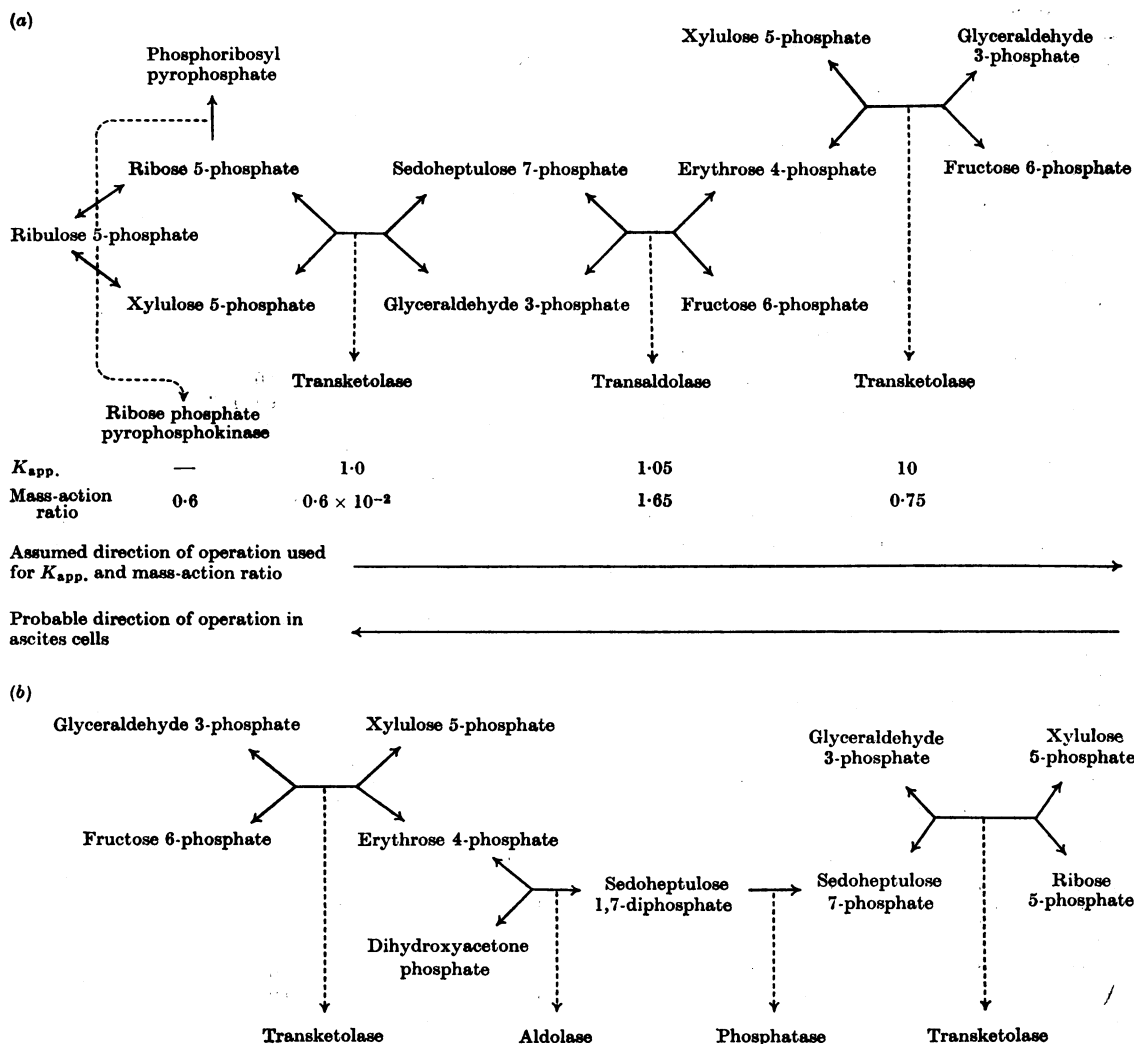 (a)
Phosphoribosyl
pyrophosphate
Xylulose 5-phosphate
Glyceraldehyde
3-phosphate
Ribose 5-phosphate
Sedoheptulose 7-phosphate
Erythrose 4-phosphate
Fructose 6-phosphate
Ribulose 5-phosphate
Xylulose 5-phosphate
Glyceraldehyde 3-phosphate
Fructose 6-phosphate
Transketolase
Transaldolase
Transketolase
Ribose phosphate
pyrophosphokinase
Kapp. — 1·0 1·05 10
Mass-action
ratio 0·6 0·6 × 10−2 1·65 0·75
Assumed direction of operation used
for Kapp. and mass-action ratio
Probable direction of operation in
ascites cells
(b)
Glyceraldehyde 3-phosphate
Xylulose 5-phosphate
Glyceraldehyde
3-phosphate
Xylulose
5-phosphate
Fructose 6-phosphate
Erythrose 4-phosphate
Sedoheptulose
1,7-diphosphate
Sedoheptulose
7-phosphate
Ribose
5-phosphate
Dihydroxyacetone
phosphate
Transketolase
Aldolase
Phosphatase
Transketolase